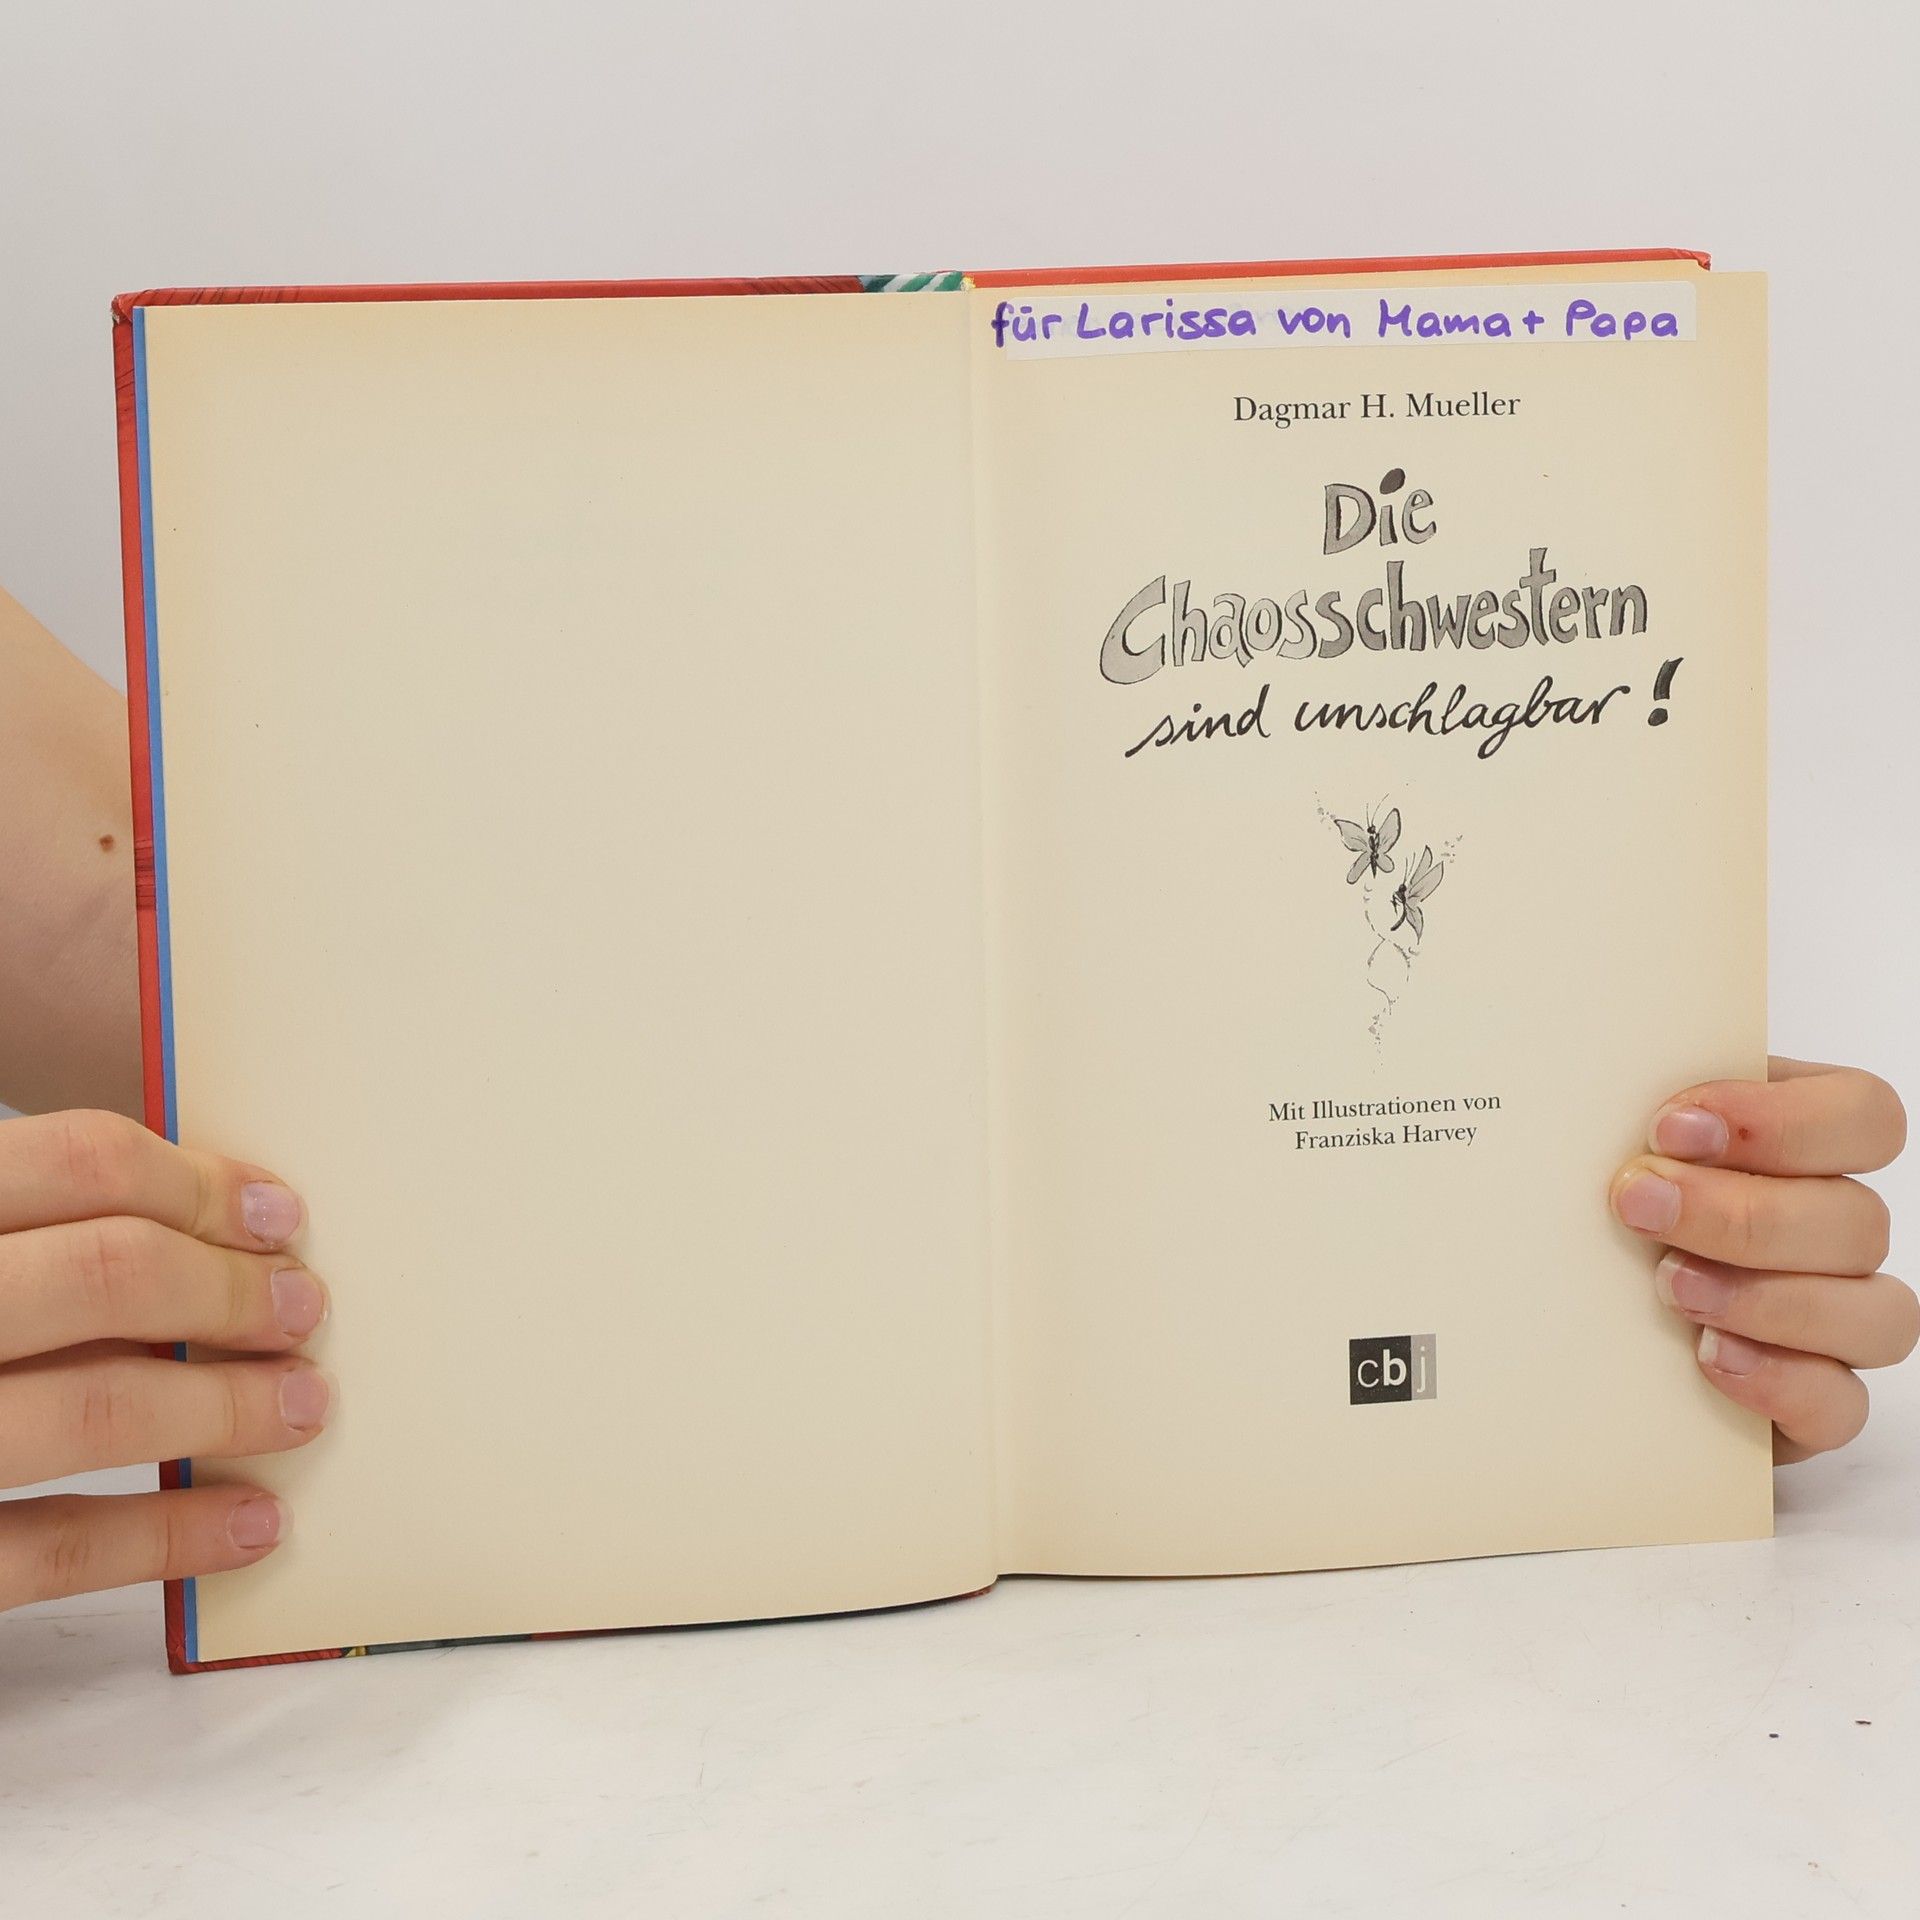 für Larissa von Mama + Papa
Dagmar H. Mueller
Die
Chaosschwestern
sind unschlagbar!
Mit Illustrationen von
Franziska Harvey
cbj